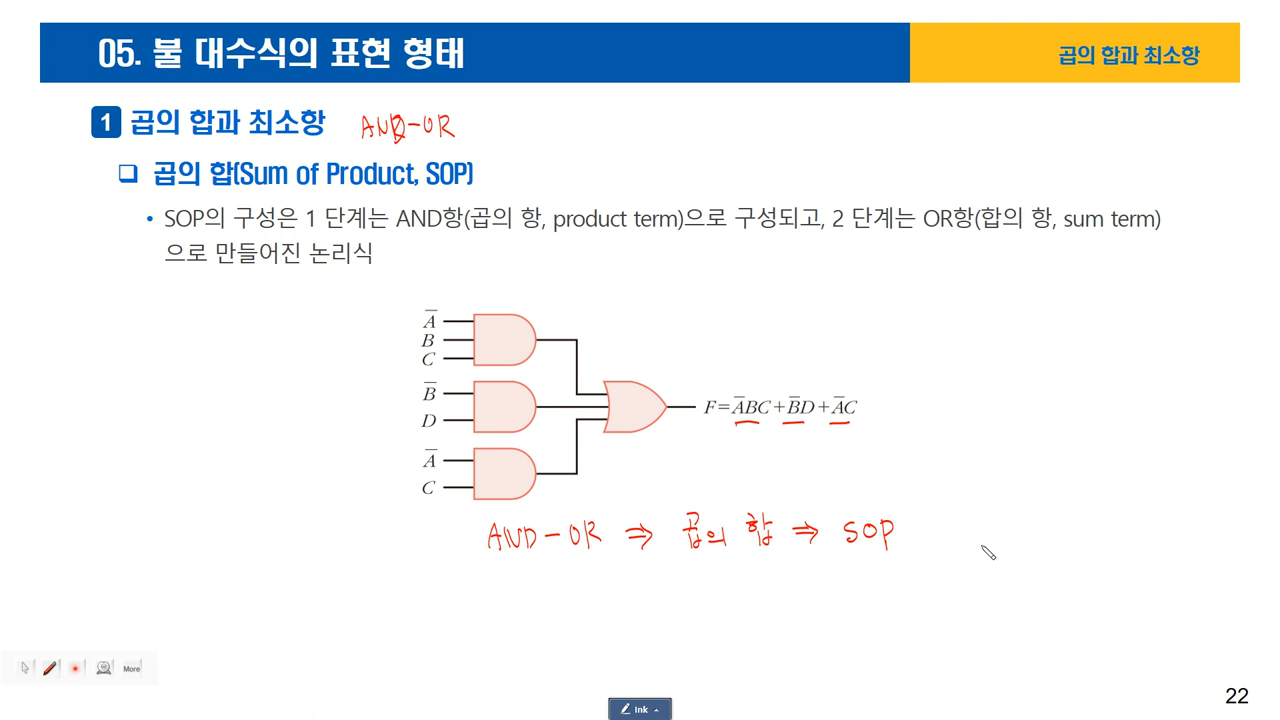 05. 불 대수식의 표현 형태
곱의 합과 최소항
1 곱의 합과 최소항 AND-OR
❑ 곱의 합(Sum of Product, SOP)
• SOP의 구성은 1 단계는 AND항(곱의 항, product term)으로 구성되고, 2 단계는 OR항(합의 항, sum term)
으로 만들어진 논리식
A̅
B
C
B̅
D
F=A̅BC+B̅D+A̅C
A̅
C
AND-OR ⇒ 곱의 합 ⇒ SOP
More
Ink
22